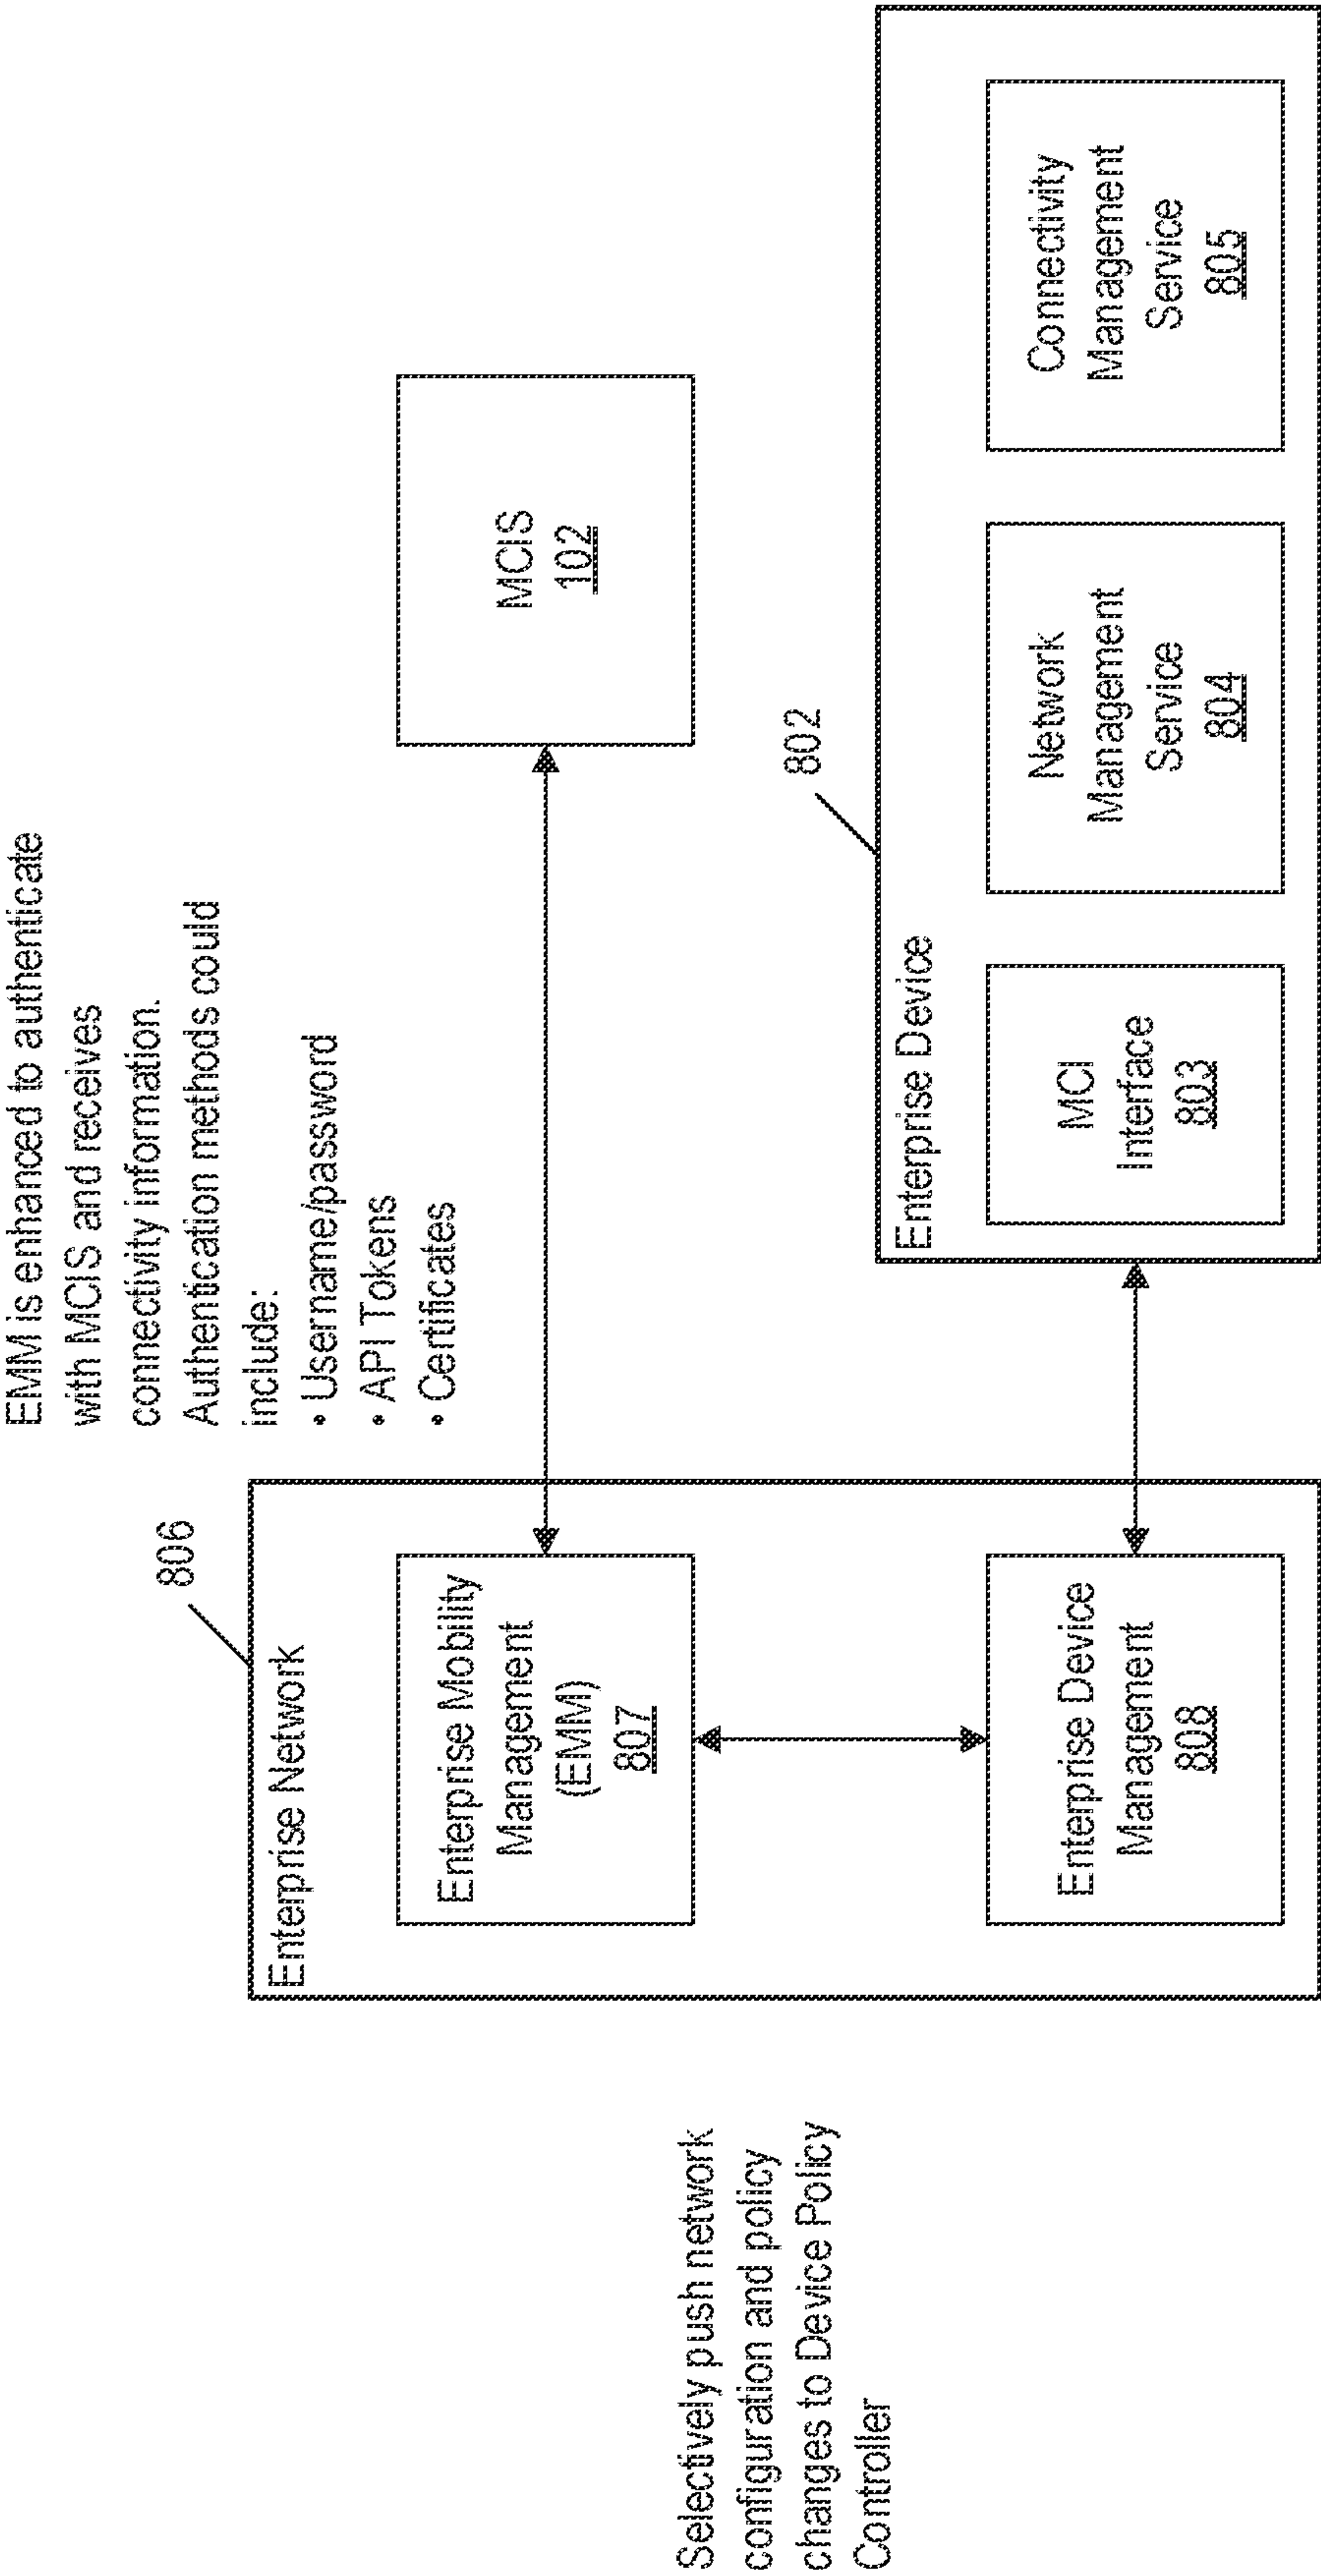 EMM is enhanced to authenticate
with MCIS and receives
connectivity information.
Authentication methods could
include:
• Username/password
• API Tokens
• Certificates
806
Enterprise Network
Enterprise Mobility
Management
(EMM)
807
MCIS
102
Selectively push network
configuration and policy
changes to Device Policy
Controller
Enterprise Device
Management
808
802
Enterprise Device
MCI
Interface
803
Network
Management
Service
804
Connectivity
Management
Service
805